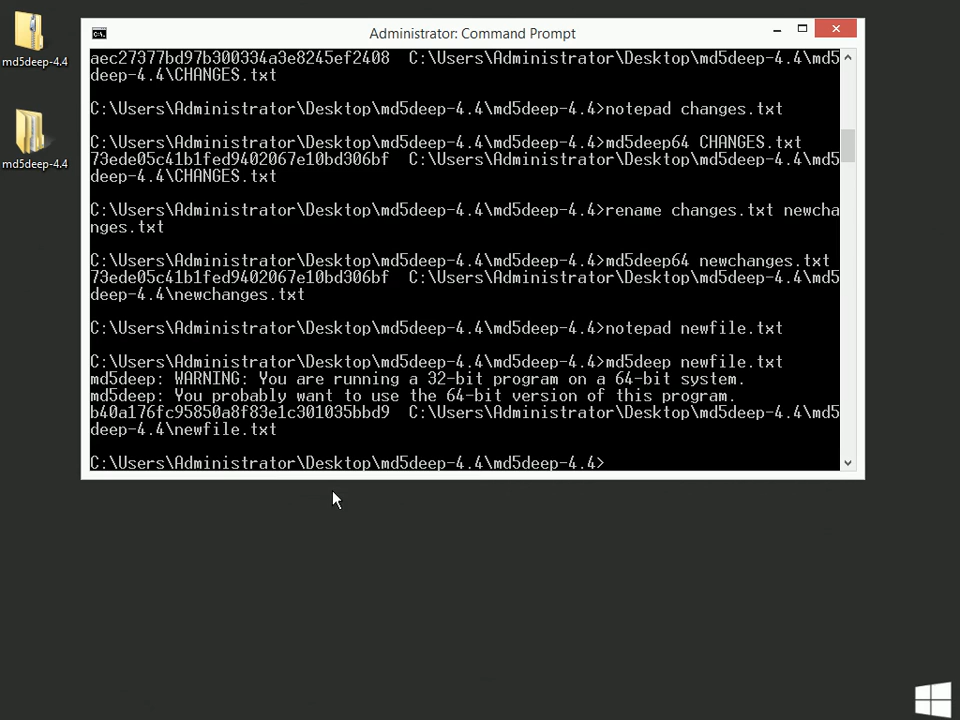 md5deep-4.4
md5deep-4.4
Administrator: Command Prompt
aec27377bd97b300334a3e8245ef2408  C:\Users\Administrator\Desktop\md5deep-4.4\md5
deep-4.4\CHANGES.txt
C:\Users\Administrator\Desktop\md5deep-4.4\md5deep-4.4>notepad changes.txt
C:\Users\Administrator\Desktop\md5deep-4.4\md5deep-4.4>md5deep64 CHANGES.txt
73ede05c41b1fed9402067e10bd306bf  C:\Users\Administrator\Desktop\md5deep-4.4\md5
deep-4.4\CHANGES.txt
C:\Users\Administrator\Desktop\md5deep-4.4\md5deep-4.4>rename changes.txt newcha
nges.txt
C:\Users\Administrator\Desktop\md5deep-4.4\md5deep-4.4>md5deep64 newchanges.txt
73ede05c41b1fed9402067e10bd306bf  C:\Users\Administrator\Desktop\md5deep-4.4\md5
deep-4.4\newchanges.txt
C:\Users\Administrator\Desktop\md5deep-4.4\md5deep-4.4>notepad newfile.txt
C:\Users\Administrator\Desktop\md5deep-4.4\md5deep-4.4>md5deep newfile.txt
md5deep: WARNING: You are running a 32-bit program on a 64-bit system.
md5deep: You probably want to use the 64-bit version of this program.
b40a176fc95850a8f83e1c301035bbd9  C:\Users\Administrator\Desktop\md5deep-4.4\md5
deep-4.4\newfile.txt
C:\Users\Administrator\Desktop\md5deep-4.4\md5deep-4.4>